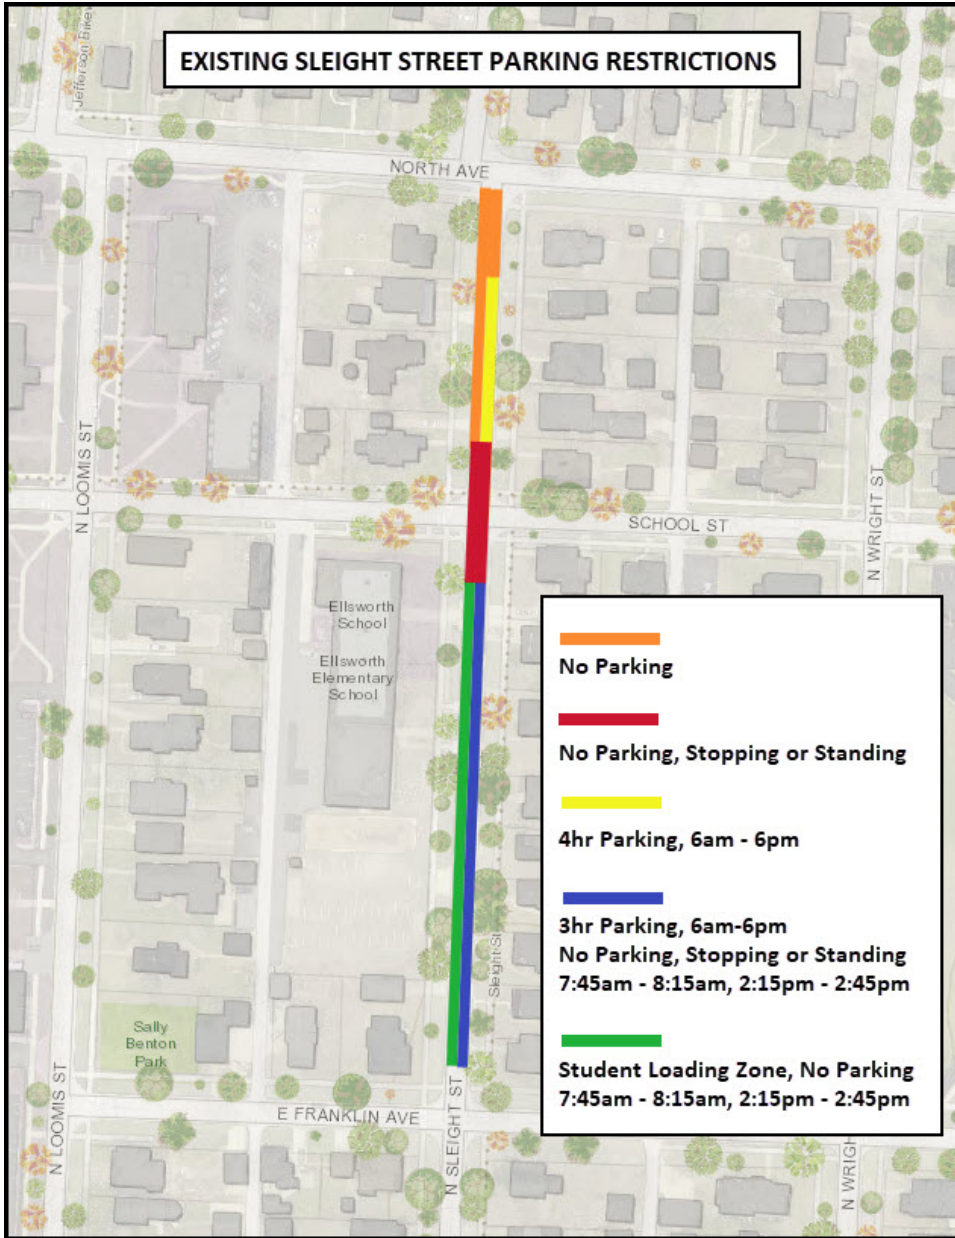 EXISTING SLEIGHT STREET PARKING RESTRICTIONS
Jefferson Bikew
NORTH AVE
N LOOMIS ST
SCHOOL ST
N WRIGHT ST
Ellsworth
School
Ellsworth
Elementary
School
No Parking
No Parking, Stopping or Standing
4hr Parking, 6am - 6pm
3hr Parking, 6am-6pm
No Parking, Stopping or Standing
7:45am - 8:15am, 2:15pm - 2:45pm
Student Loading Zone, No Parking
7:45am - 8:15am, 2:15pm - 2:45pm
Sleight St
Sally
Benton
Park
N LOOMIS ST
E FRANKLIN AVE
N SLEIGHT ST
N WRIGH